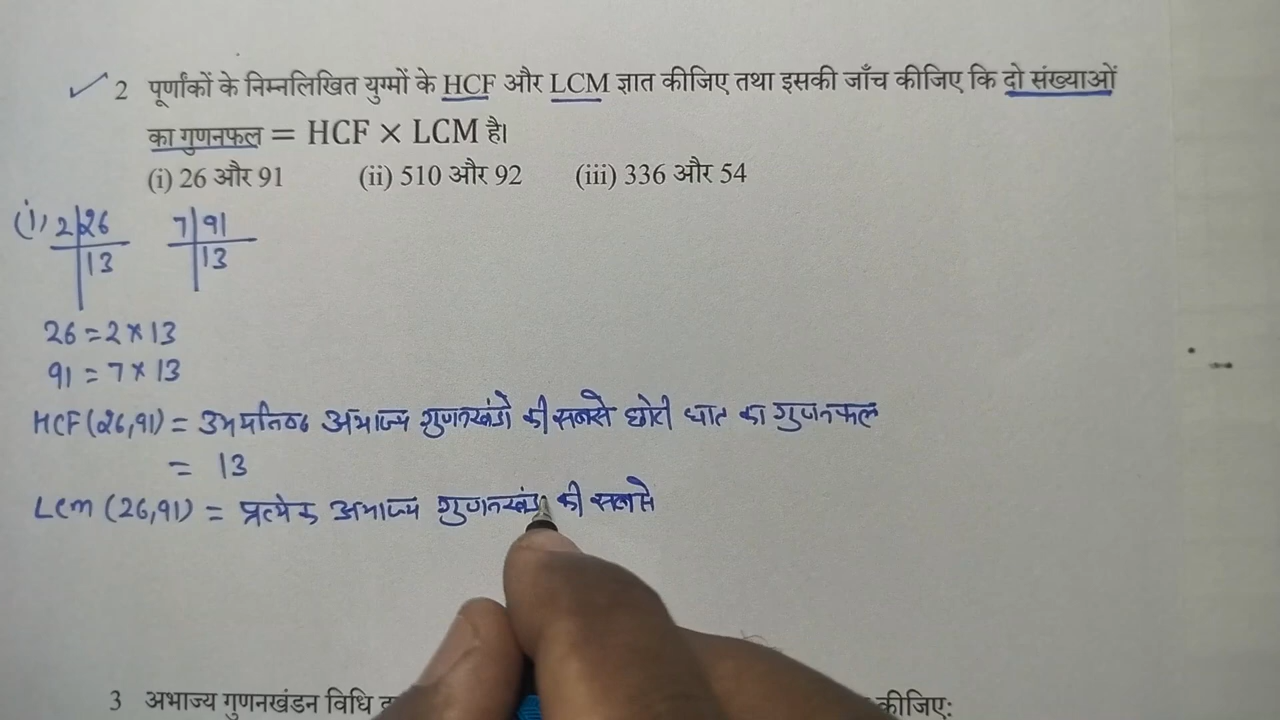 2 पूर्णांकों के निम्नलिखित युग्मों के HCF और LCM ज्ञात कीजिए तथा इसकी जाँच कीजिए कि दो संख्याओं
का गुणनफल = HCF × LCM है।
(i) 26 और 91 (ii) 510 और 92 (iii) 336 और 54
(i) 2 26 7 91
13 13
26 = 2 × 13
91 = 7 × 13
HCF (26,91) = उभयनिष्ठ अभाज्य गुणनखंडो की सबसे छोटी घात का गुणनफल
= 13
Lcm (26,91) = प्रत्येक अभाज्य गुणनखंड की सबसे
3 अभाज्य गुणनखंडन विधि कीजिए: